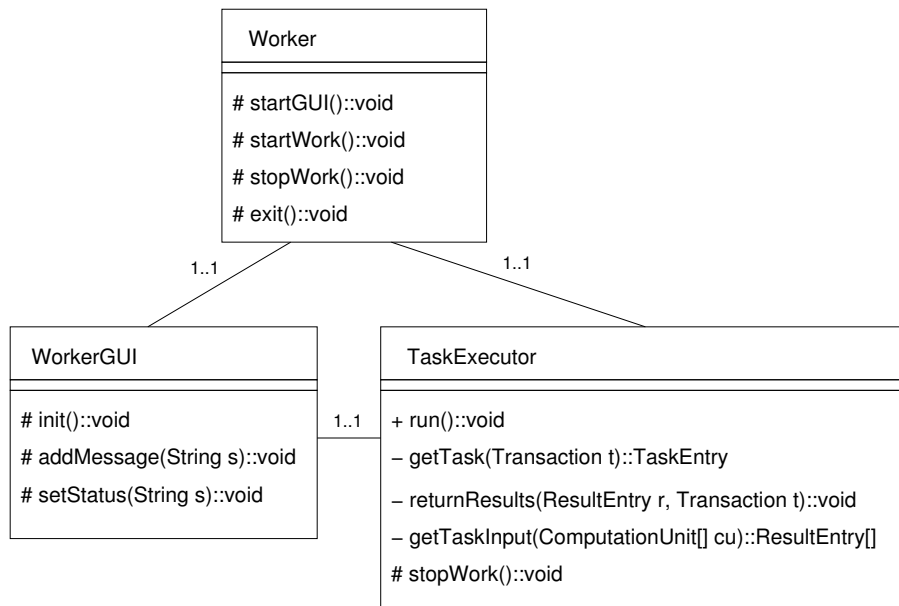 Worker
# startGUI()::void
# startWork()::void
# stopWork()::void
# exit()::void
1..1
1..1
WorkerGUI
# init()::void
# addMessage(String s)::void
# setStatus(String s)::void
1..1
TaskExecutor
+ run()::void
− getTask(Transaction t)::TaskEntry
− returnResults(ResultEntry r, Transaction t)::void
− getTaskInput(ComputationUnit[] cu)::ResultEntry[]
# stopWork()::void